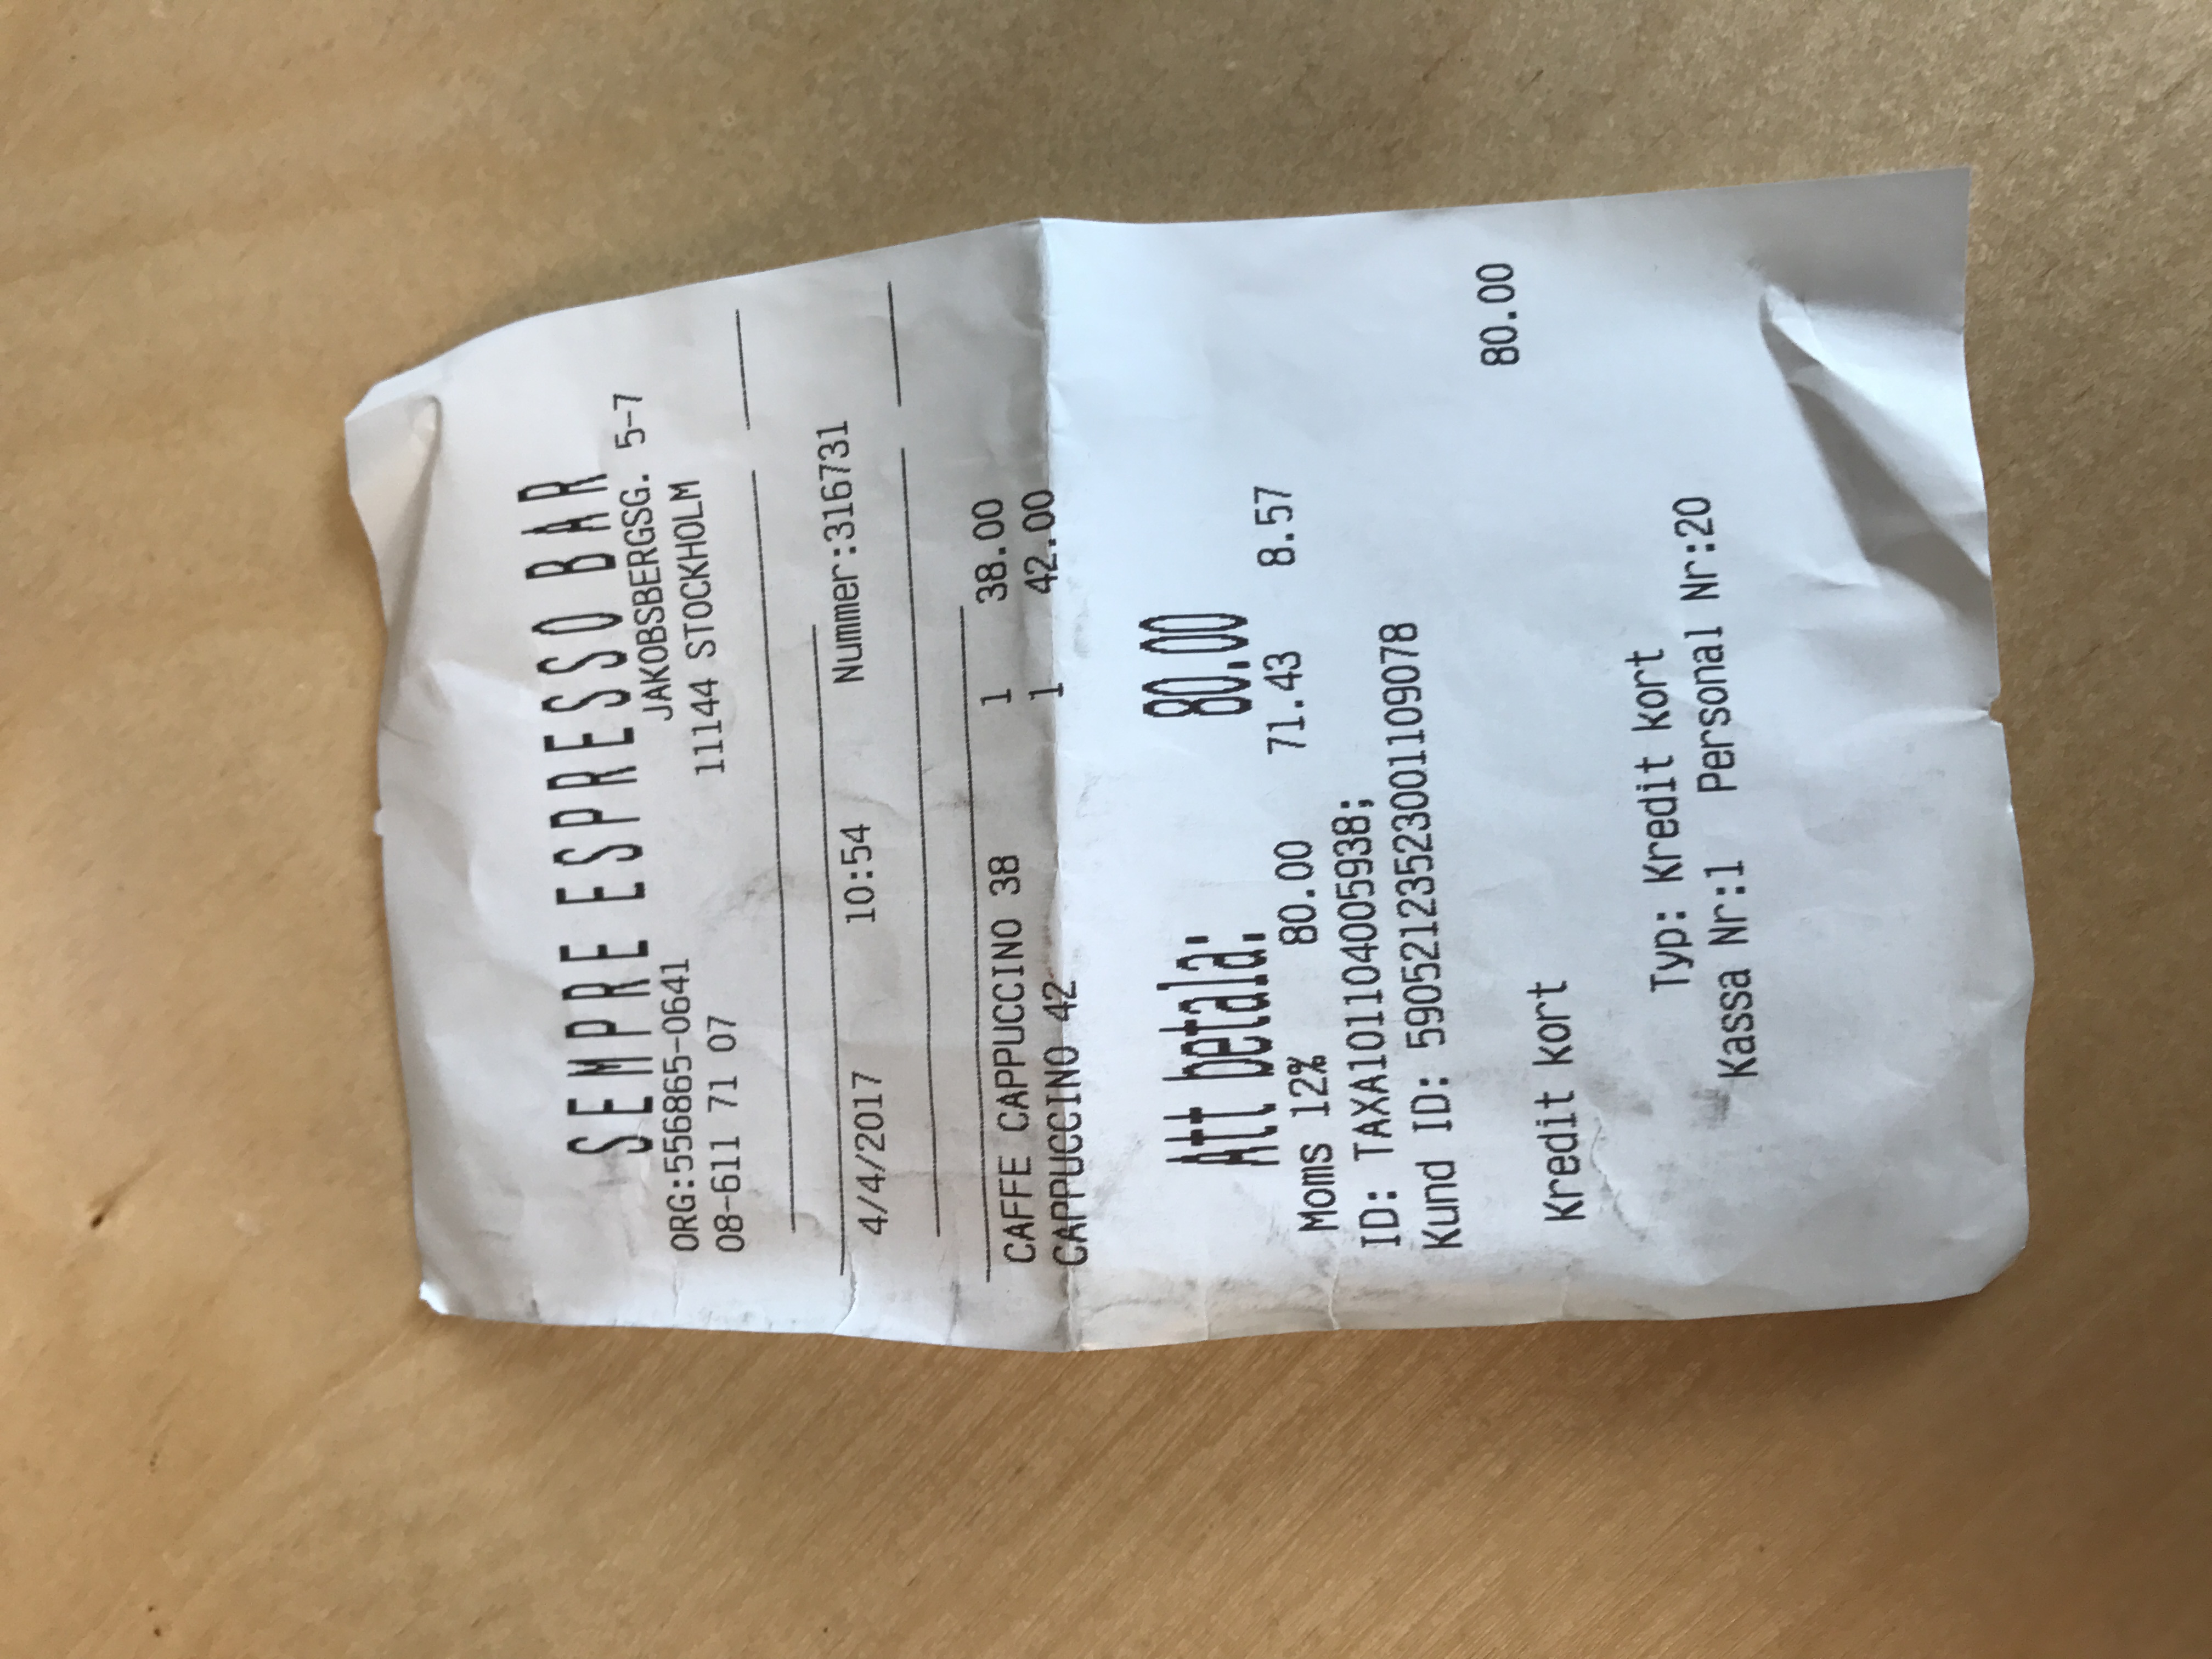 SEMPRE ESPRESSO BAR
ORG:556865-0641 JAKOBSBERGSG. 5-7
08-611 71 07 11144 STOCKHOLM
4/4/2017 10:54 Nummer:316731
CAFFE CAPPUCCINO 38 1 38.00
CAPPUCCINO 42 1 42.00
Att betala: 80.00
Moms 12% 80.00 71.43 8.57
ID: TAXA101104005938;
Kund ID: 59052123523001109078
Kredit kort 80.00
Typ: Kredit kort
Kassa Nr:1 Personal Nr:20